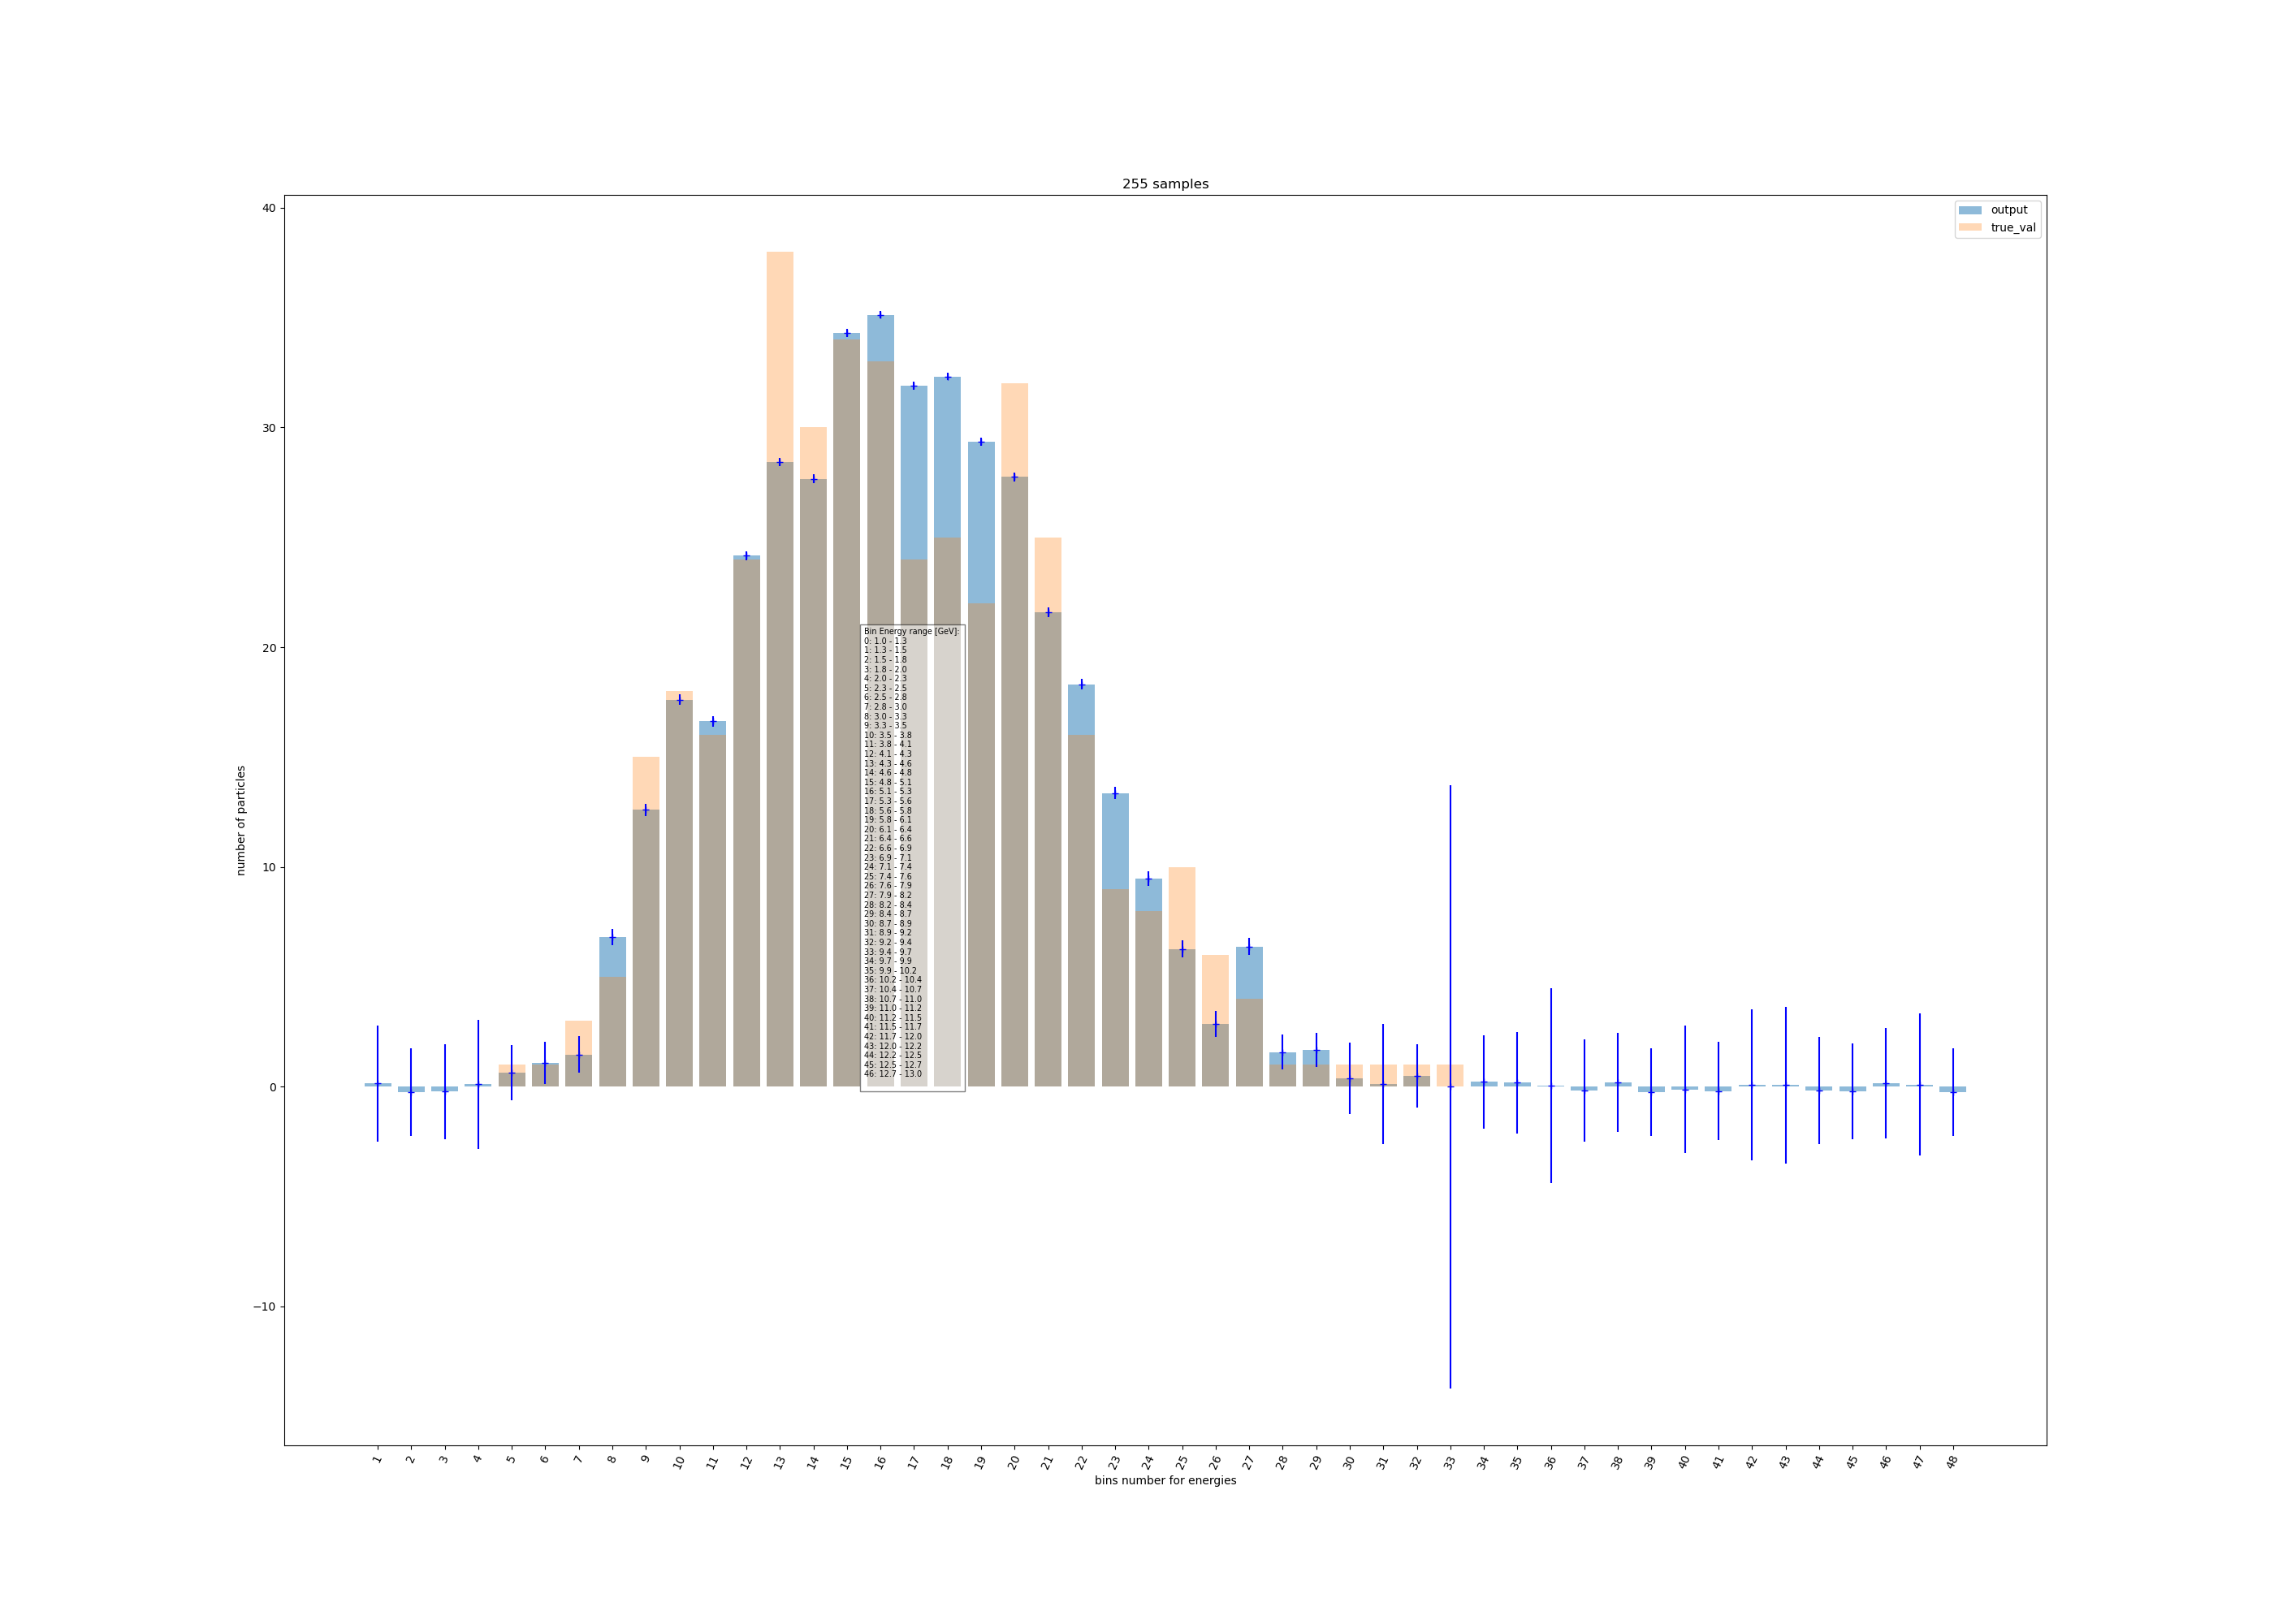 255 samples
output
true_val
40
30
20
10
0
−10
number of particles
Bin Energy range [GeV]:
0: 1.0 - 1.3
1: 1.3 - 1.5
2: 1.5 - 1.8
3: 1.8 - 2.0
4: 2.0 - 2.3
5: 2.3 - 2.5
6: 2.5 - 2.8
7: 2.8 - 3.0
8: 3.0 - 3.3
9: 3.3 - 3.5
10: 3.5 - 3.8
11: 3.8 - 4.1
12: 4.1 - 4.3
13: 4.3 - 4.6
14: 4.6 - 4.8
15: 4.8 - 5.1
16: 5.1 - 5.3
17: 5.3 - 5.6
18: 5.6 - 5.8
19: 5.8 - 6.1
20: 6.1 - 6.4
21: 6.4 - 6.6
22: 6.6 - 6.9
23: 6.9 - 7.1
24: 7.1 - 7.4
25: 7.4 - 7.6
26: 7.6 - 7.9
27: 7.9 - 8.2
28: 8.2 - 8.4
29: 8.4 - 8.7
30: 8.7 - 8.9
31: 8.9 - 9.2
32: 9.2 - 9.4
33: 9.4 - 9.7
34: 9.7 - 9.9
35: 9.9 - 10.2
36: 10.2 - 10.4
37: 10.4 - 10.7
38: 10.7 - 11.0
39: 11.0 - 11.2
40: 11.2 - 11.5
41: 11.5 - 11.7
42: 11.7 - 12.0
43: 12.0 - 12.2
44: 12.2 - 12.5
45: 12.5 - 12.7
46: 12.7 - 13.0
1 2 3 4 5 6 7 8 9 10 11 12 13 14 15 16 17 18 19 20 21 22 23 24 25 26 27 28 29 30 31 32 33 34 35 36 37 38 39 40 41 42 43 44 45 46 47 48
bins number for energies